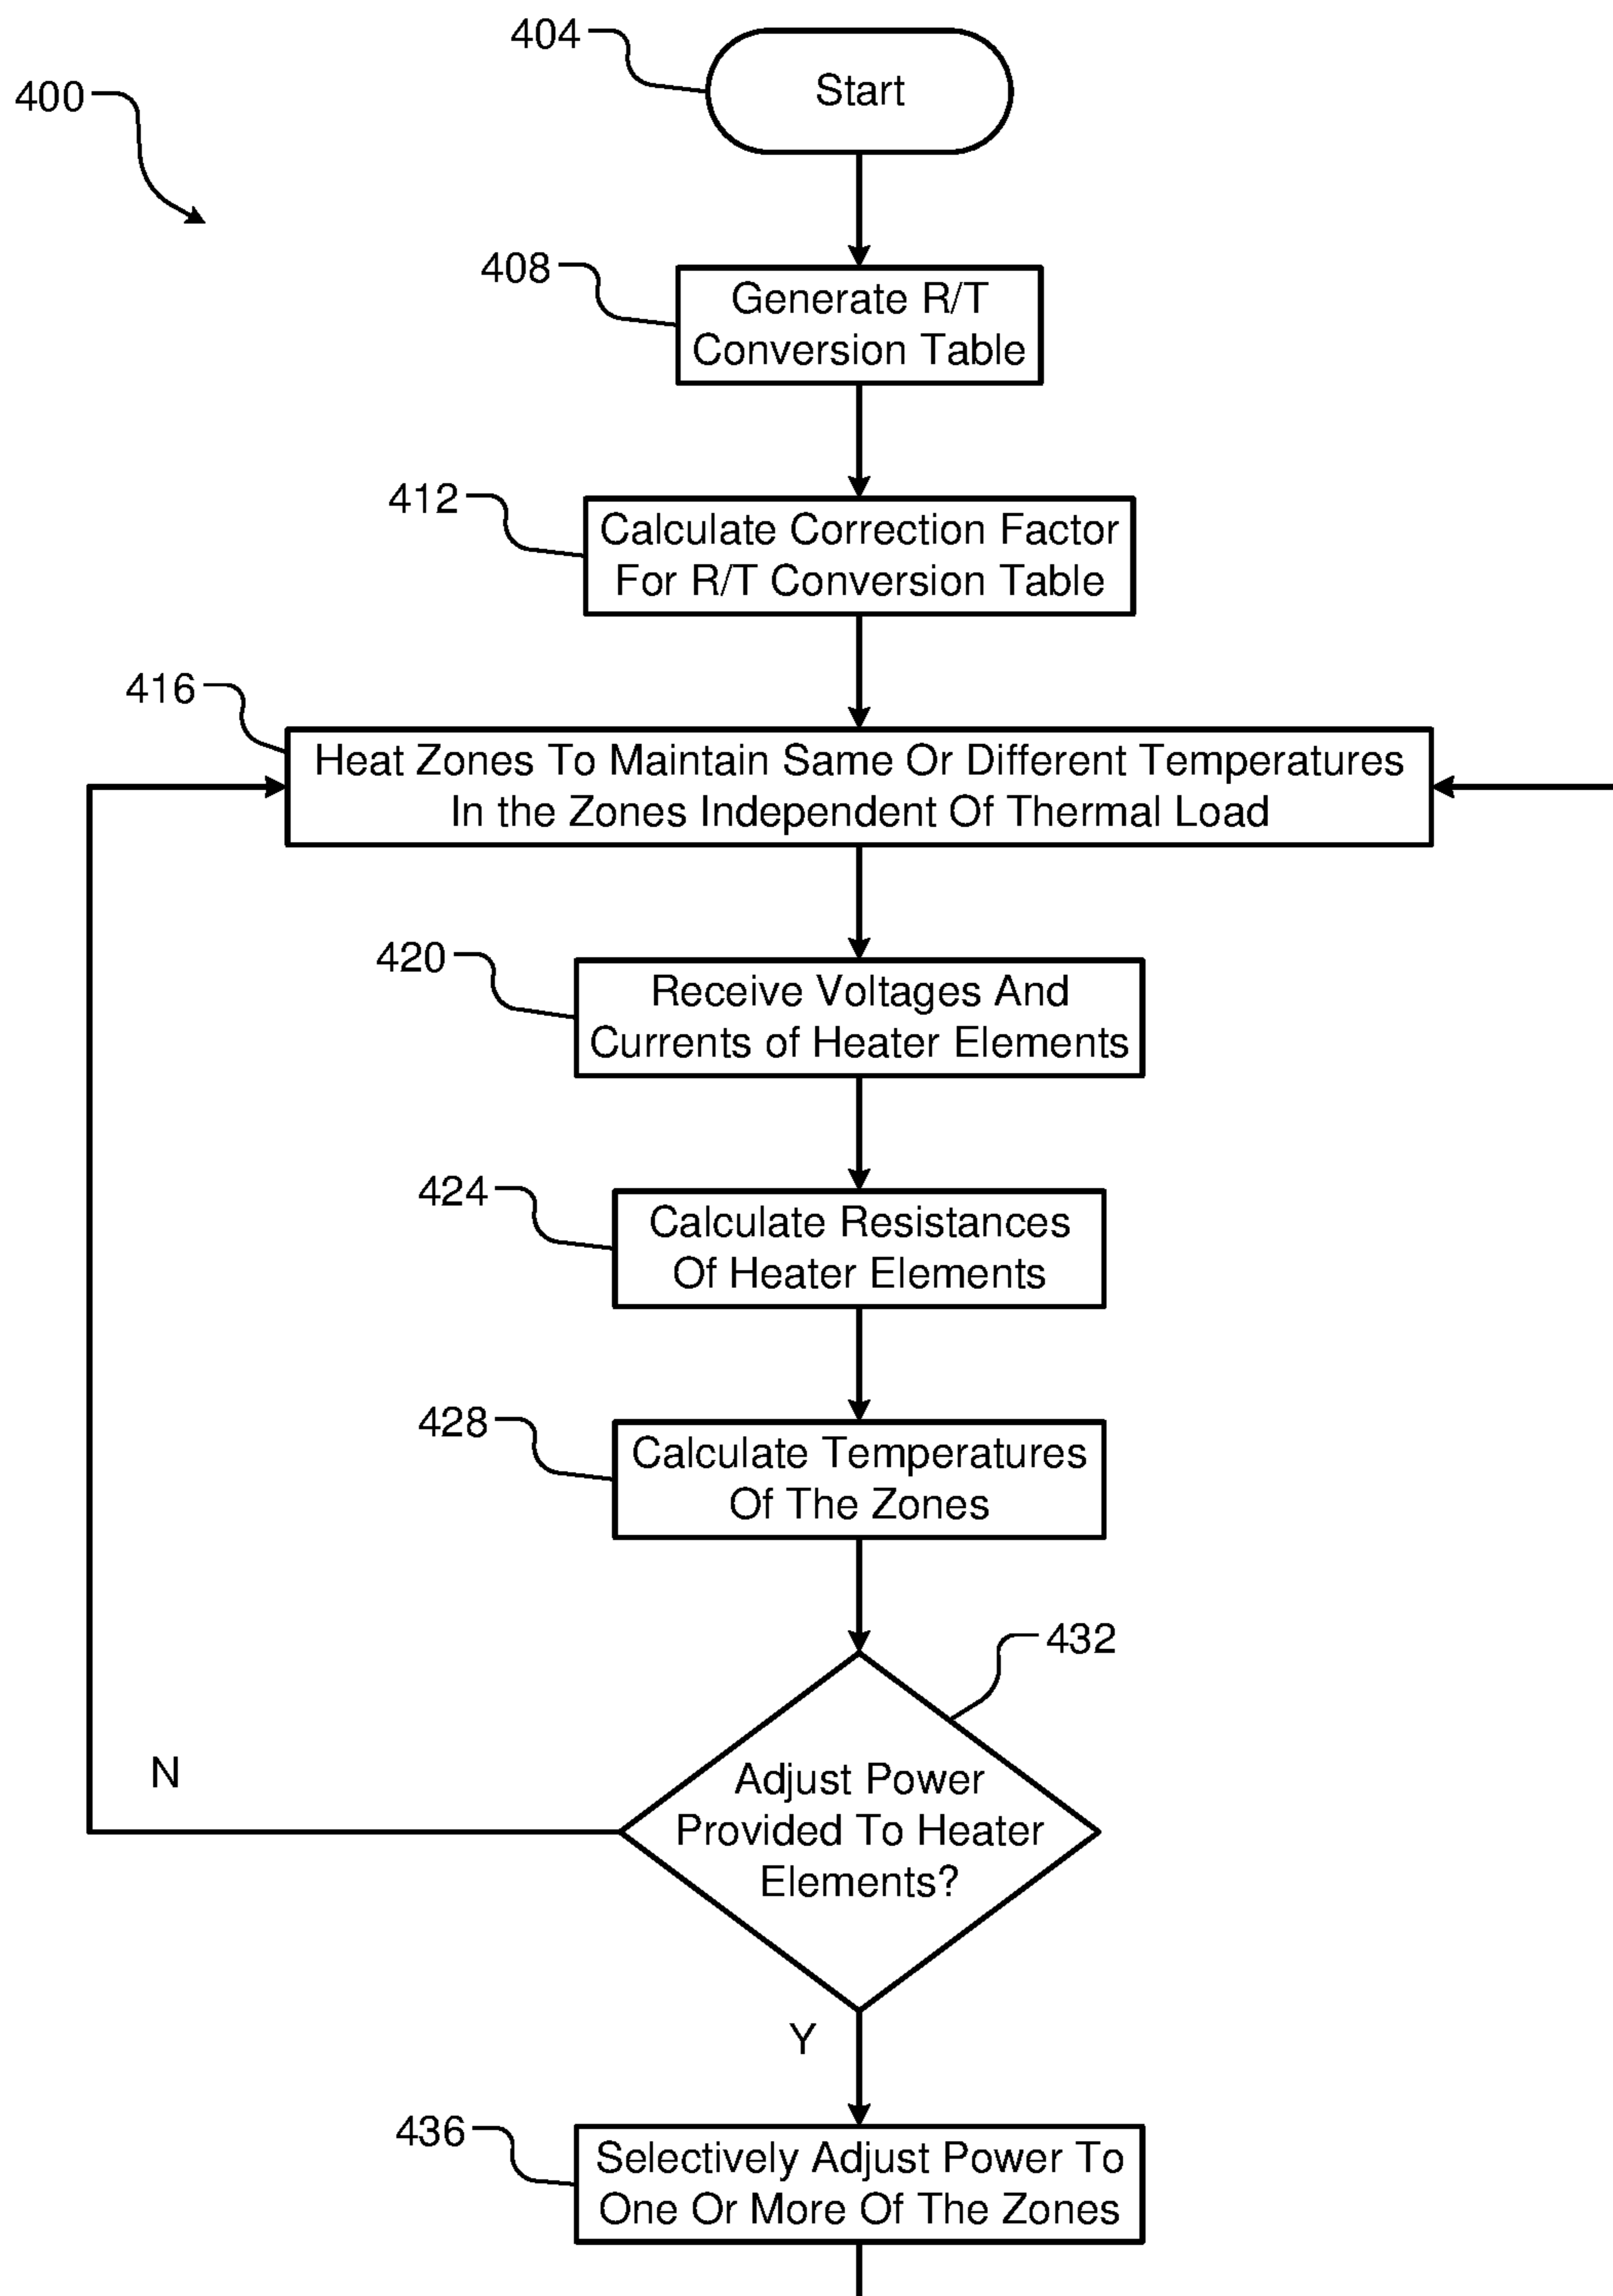 404
Start
400
408
Generate R/T
Conversion Table
412
Calculate Correction Factor
For R/T Conversion Table
416
Heat Zones To Maintain Same Or Different Temperatures
In the Zones Independent Of Thermal Load
420
Receive Voltages And
Currents of Heater Elements
424
Calculate Resistances
Of Heater Elements
428
Calculate Temperatures
Of The Zones
432
Adjust Power
Provided To Heater
Elements?
N
Y
436
Selectively Adjust Power To
One Or More Of The Zones